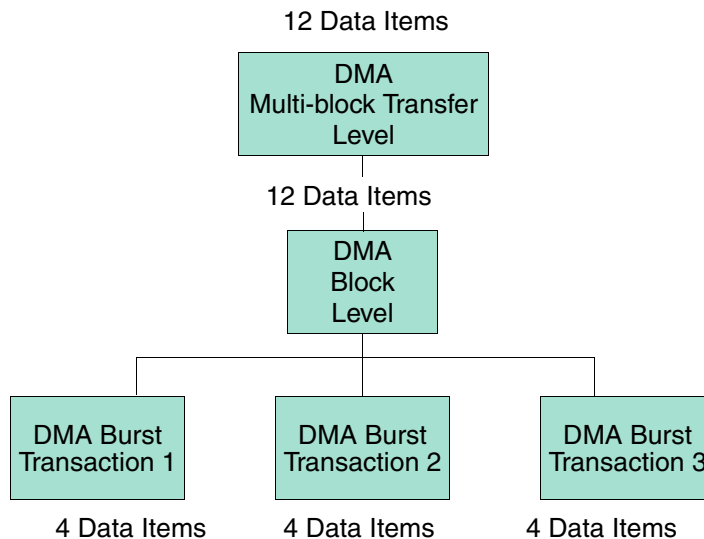 12 Data Items
DMA
Multi-block Transfer
Level
12 Data Items
DMA
Block
Level
DMA Burst
Transaction 1
DMA Burst
Transaction 2
DMA Burst
Transaction 3
4 Data Items
4 Data Items
4 Data Items